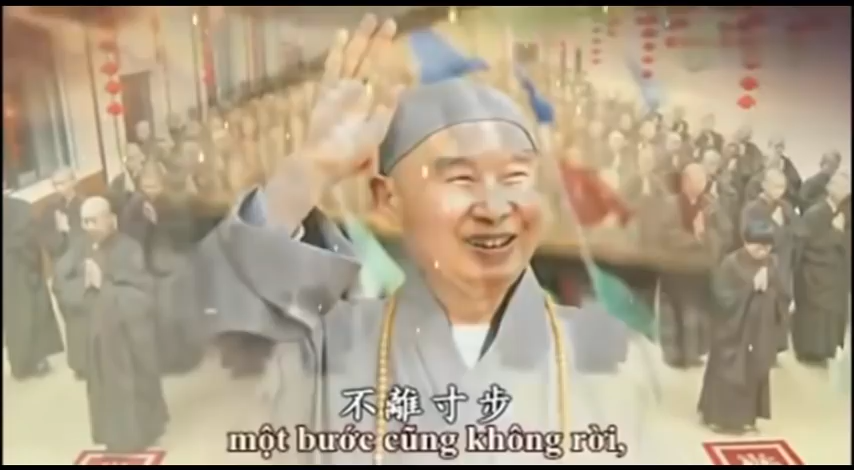 不離寸步
một bước cũng không rời,